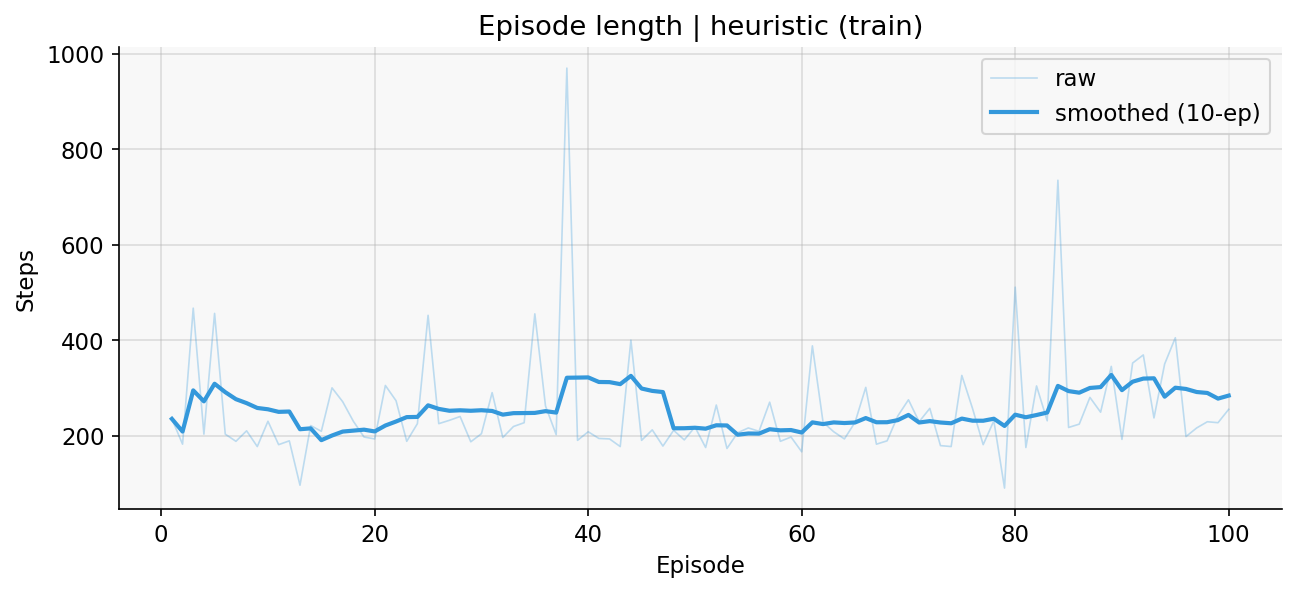 Episode length | heuristic (train)
raw
smoothed (10-ep)
1000
800
600
400
200
Steps
0 20 40 60 80 100
Episode